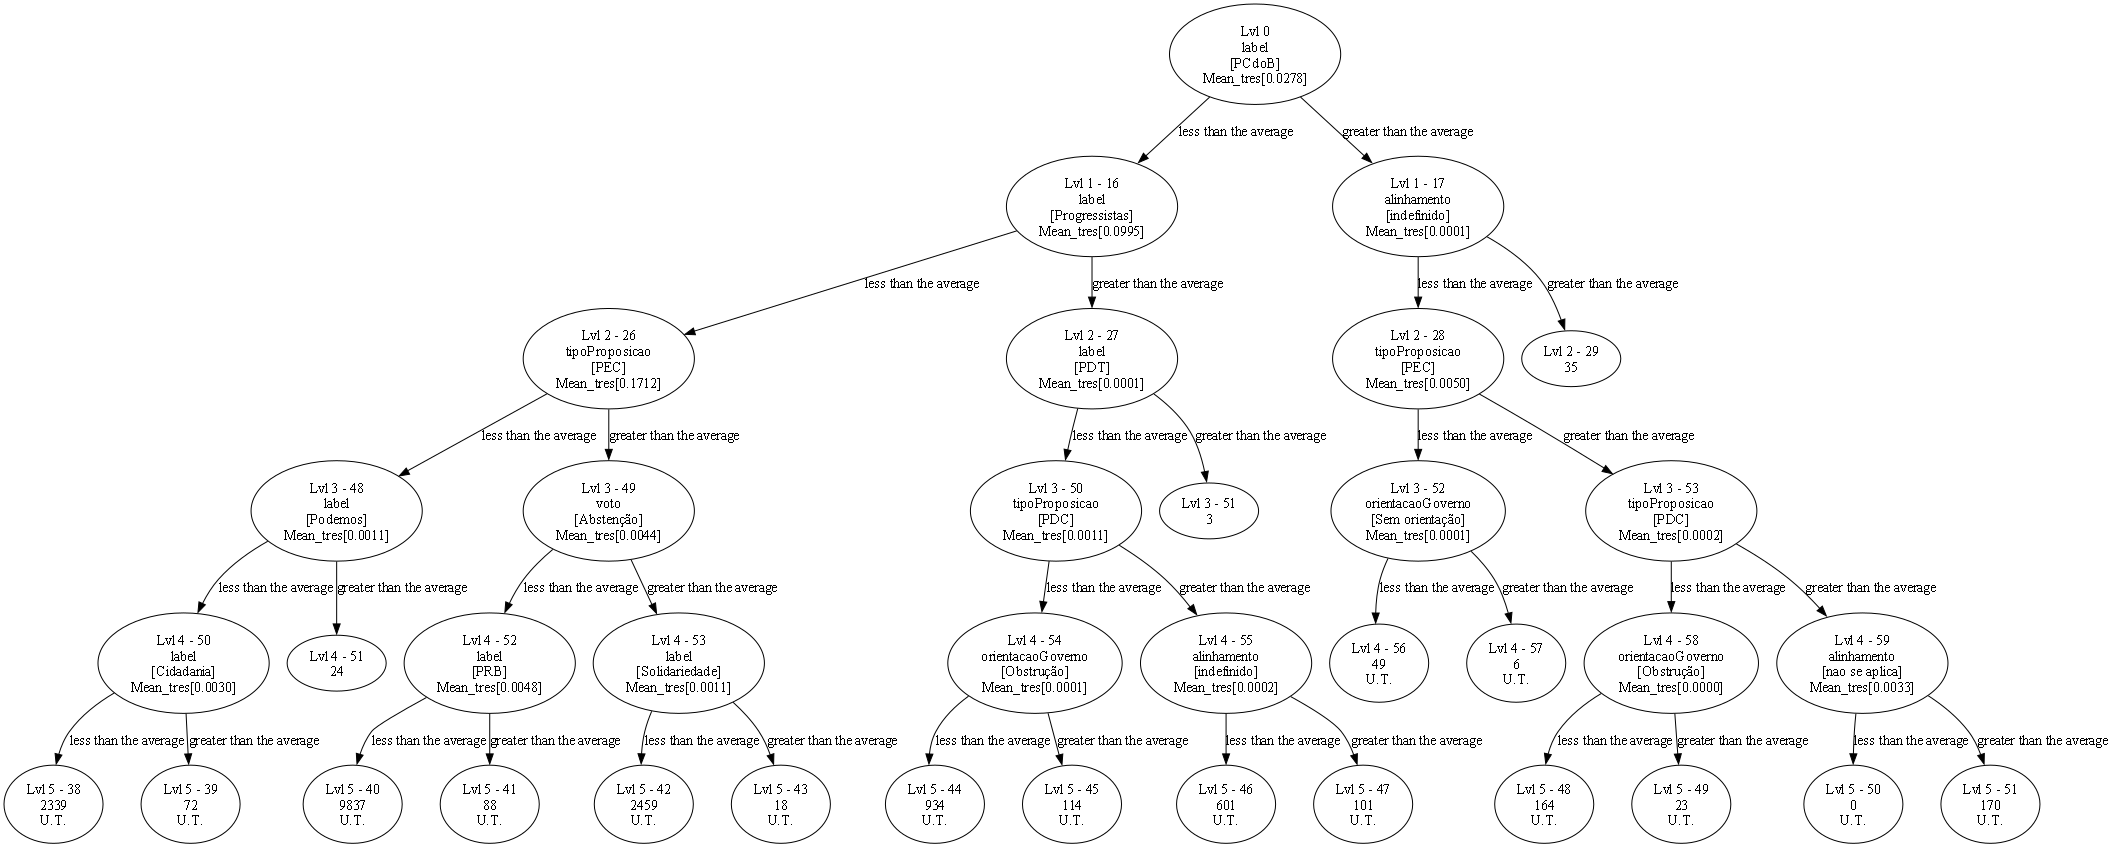 Lvl 0
label
[PCdoB]
Mean_tres[0.0278]
less than the average
greater than the average
Lvl 1 - 16
label
[Progressistas]
Mean_tres[0.0995]
Lvl 1 - 17
alinhamento
[indefinido]
Mean_tres[0.0001]
less than the average
greater than the average
less than the average
greater than the average
Lvl 2 - 26
tipoProposicao
[PEC]
Mean_tres[0.1712]
Lvl 2 - 27
label
[PDT]
Mean_tres[0.0001]
Lvl 2 - 28
tipoProposicao
[PEC]
Mean_tres[0.0050]
Lvl 2 - 29
35
less than the average
greater than the average
less than the average
greater than the average
less than the average
greater than the average
Lvl 3 - 48
label
[Podemos]
Mean_tres[0.0011]
Lvl 3 - 49
voto
[Abstenção]
Mean_tres[0.0044]
Lvl 3 - 50
tipoProposicao
[PDC]
Mean_tres[0.0011]
Lvl 3 - 51
3
Lvl 3 - 52
orientacaoGoverno
[Sem orientação]
Mean_tres[0.0001]
Lvl 3 - 53
tipoProposicao
[PDC]
Mean_tres[0.0002]
less than the average
greater than the average
less than the average
greater than the average
less than the average
greater than the average
less than the average
greater than the average
less than the average
greater than the average
Lvl 4 - 50
label
[Cidadania]
Mean_tres[0.0030]
Lvl 4 - 51
24
Lvl 4 - 52
label
[PRB]
Mean_tres[0.0048]
Lvl 4 - 53
label
[Solidariedade]
Mean_tres[0.0011]
Lvl 4 - 54
orientacaoGoverno
[Obstrução]
Mean_tres[0.0001]
Lvl 4 - 55
alinhamento
[indefinido]
Mean_tres[0.0002]
Lvl 4 - 56
49
U.T.
Lvl 4 - 57
6
U.T.
Lvl 4 - 58
orientacaoGoverno
[Obstrução]
Mean_tres[0.0000]
Lvl 4 - 59
alinhamento
[nao se aplica]
Mean_tres[0.0033]
less than the average
greater than the average
less than the average
greater than the average
less than the average
greater than the average
less than the average
greater than the average
less than the average
greater than the average
less than the average
greater than the average
less than the average
greater than the average
Lvl 5 - 38
2339
U.T.
Lvl 5 - 39
72
U.T.
Lvl 5 - 40
9837
U.T.
Lvl 5 - 41
88
U.T.
Lvl 5 - 42
2459
U.T.
Lvl 5 - 43
18
U.T.
Lvl 5 - 44
934
U.T.
Lvl 5 - 45
114
U.T.
Lvl 5 - 46
601
U.T.
Lvl 5 - 47
101
U.T.
Lvl 5 - 48
164
U.T.
Lvl 5 - 49
23
U.T.
Lvl 5 - 50
0
U.T.
Lvl 5 - 51
170
U.T.